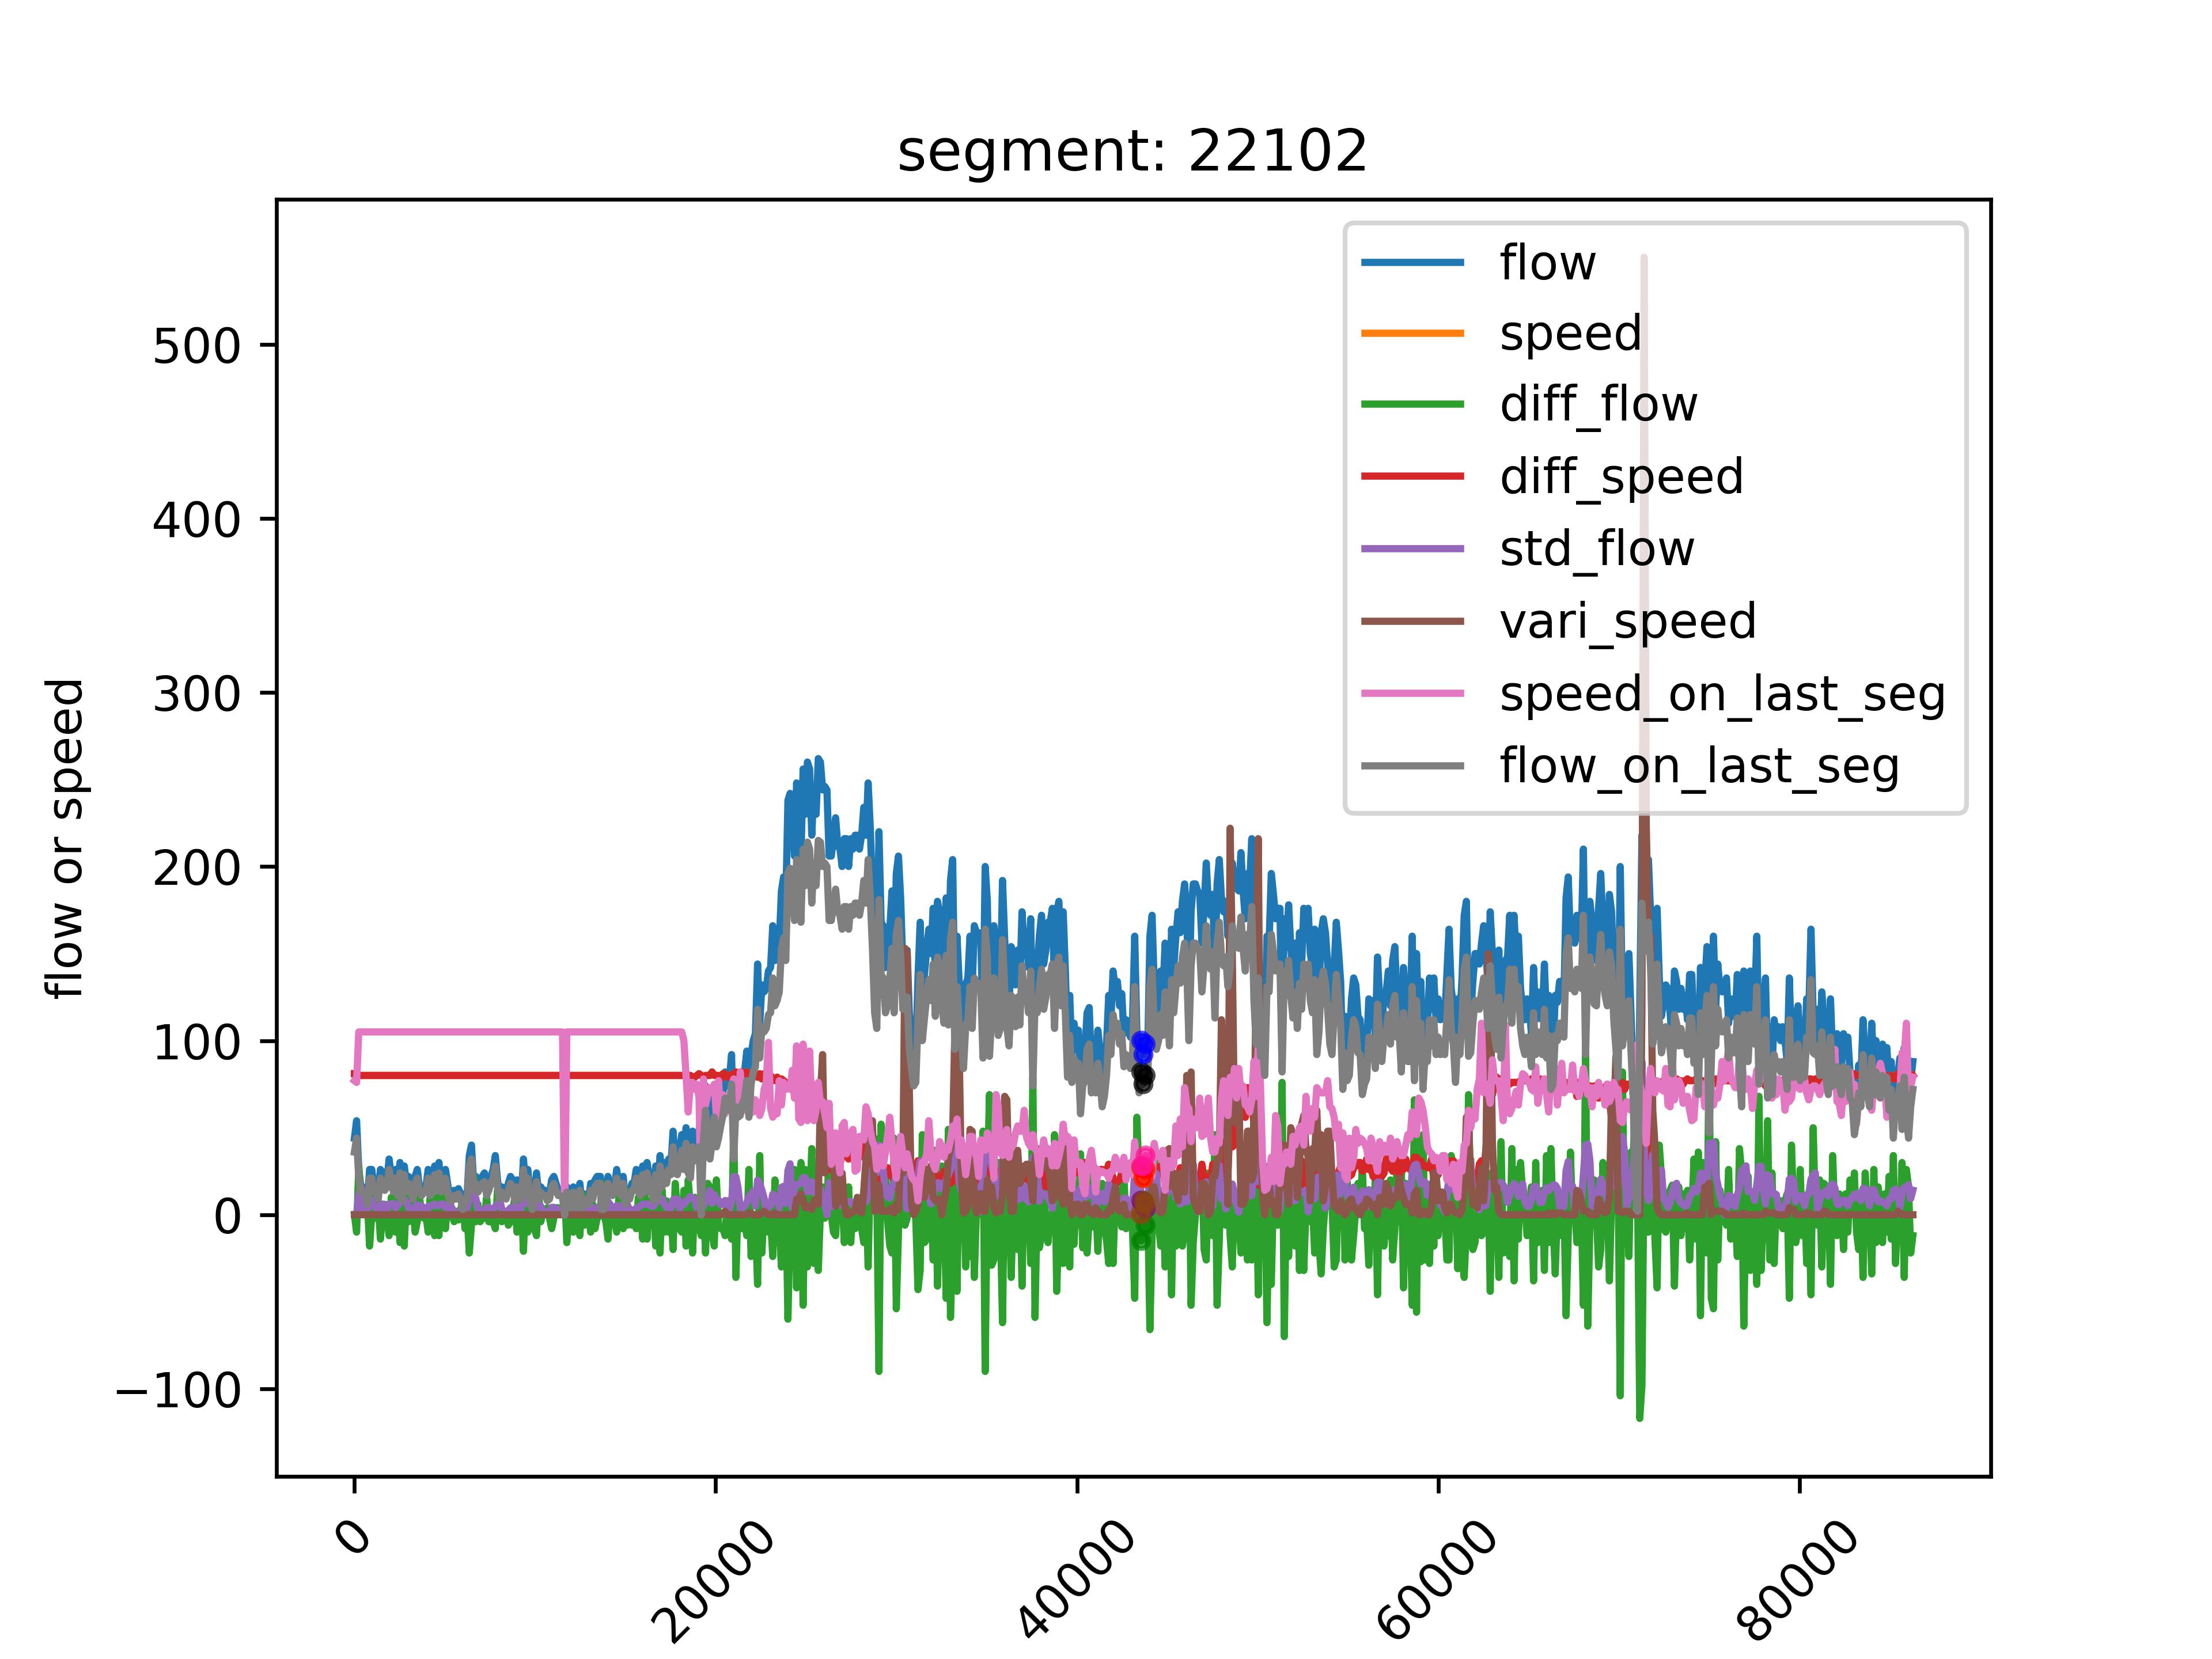 segment: 22102
flow
speed
diff_flow
diff_speed
std_flow
vari_speed
speed_on_last_seg
flow_on_last_seg
flow or speed
500
400
300
200
100
0
−100
0
20000
40000
60000
80000